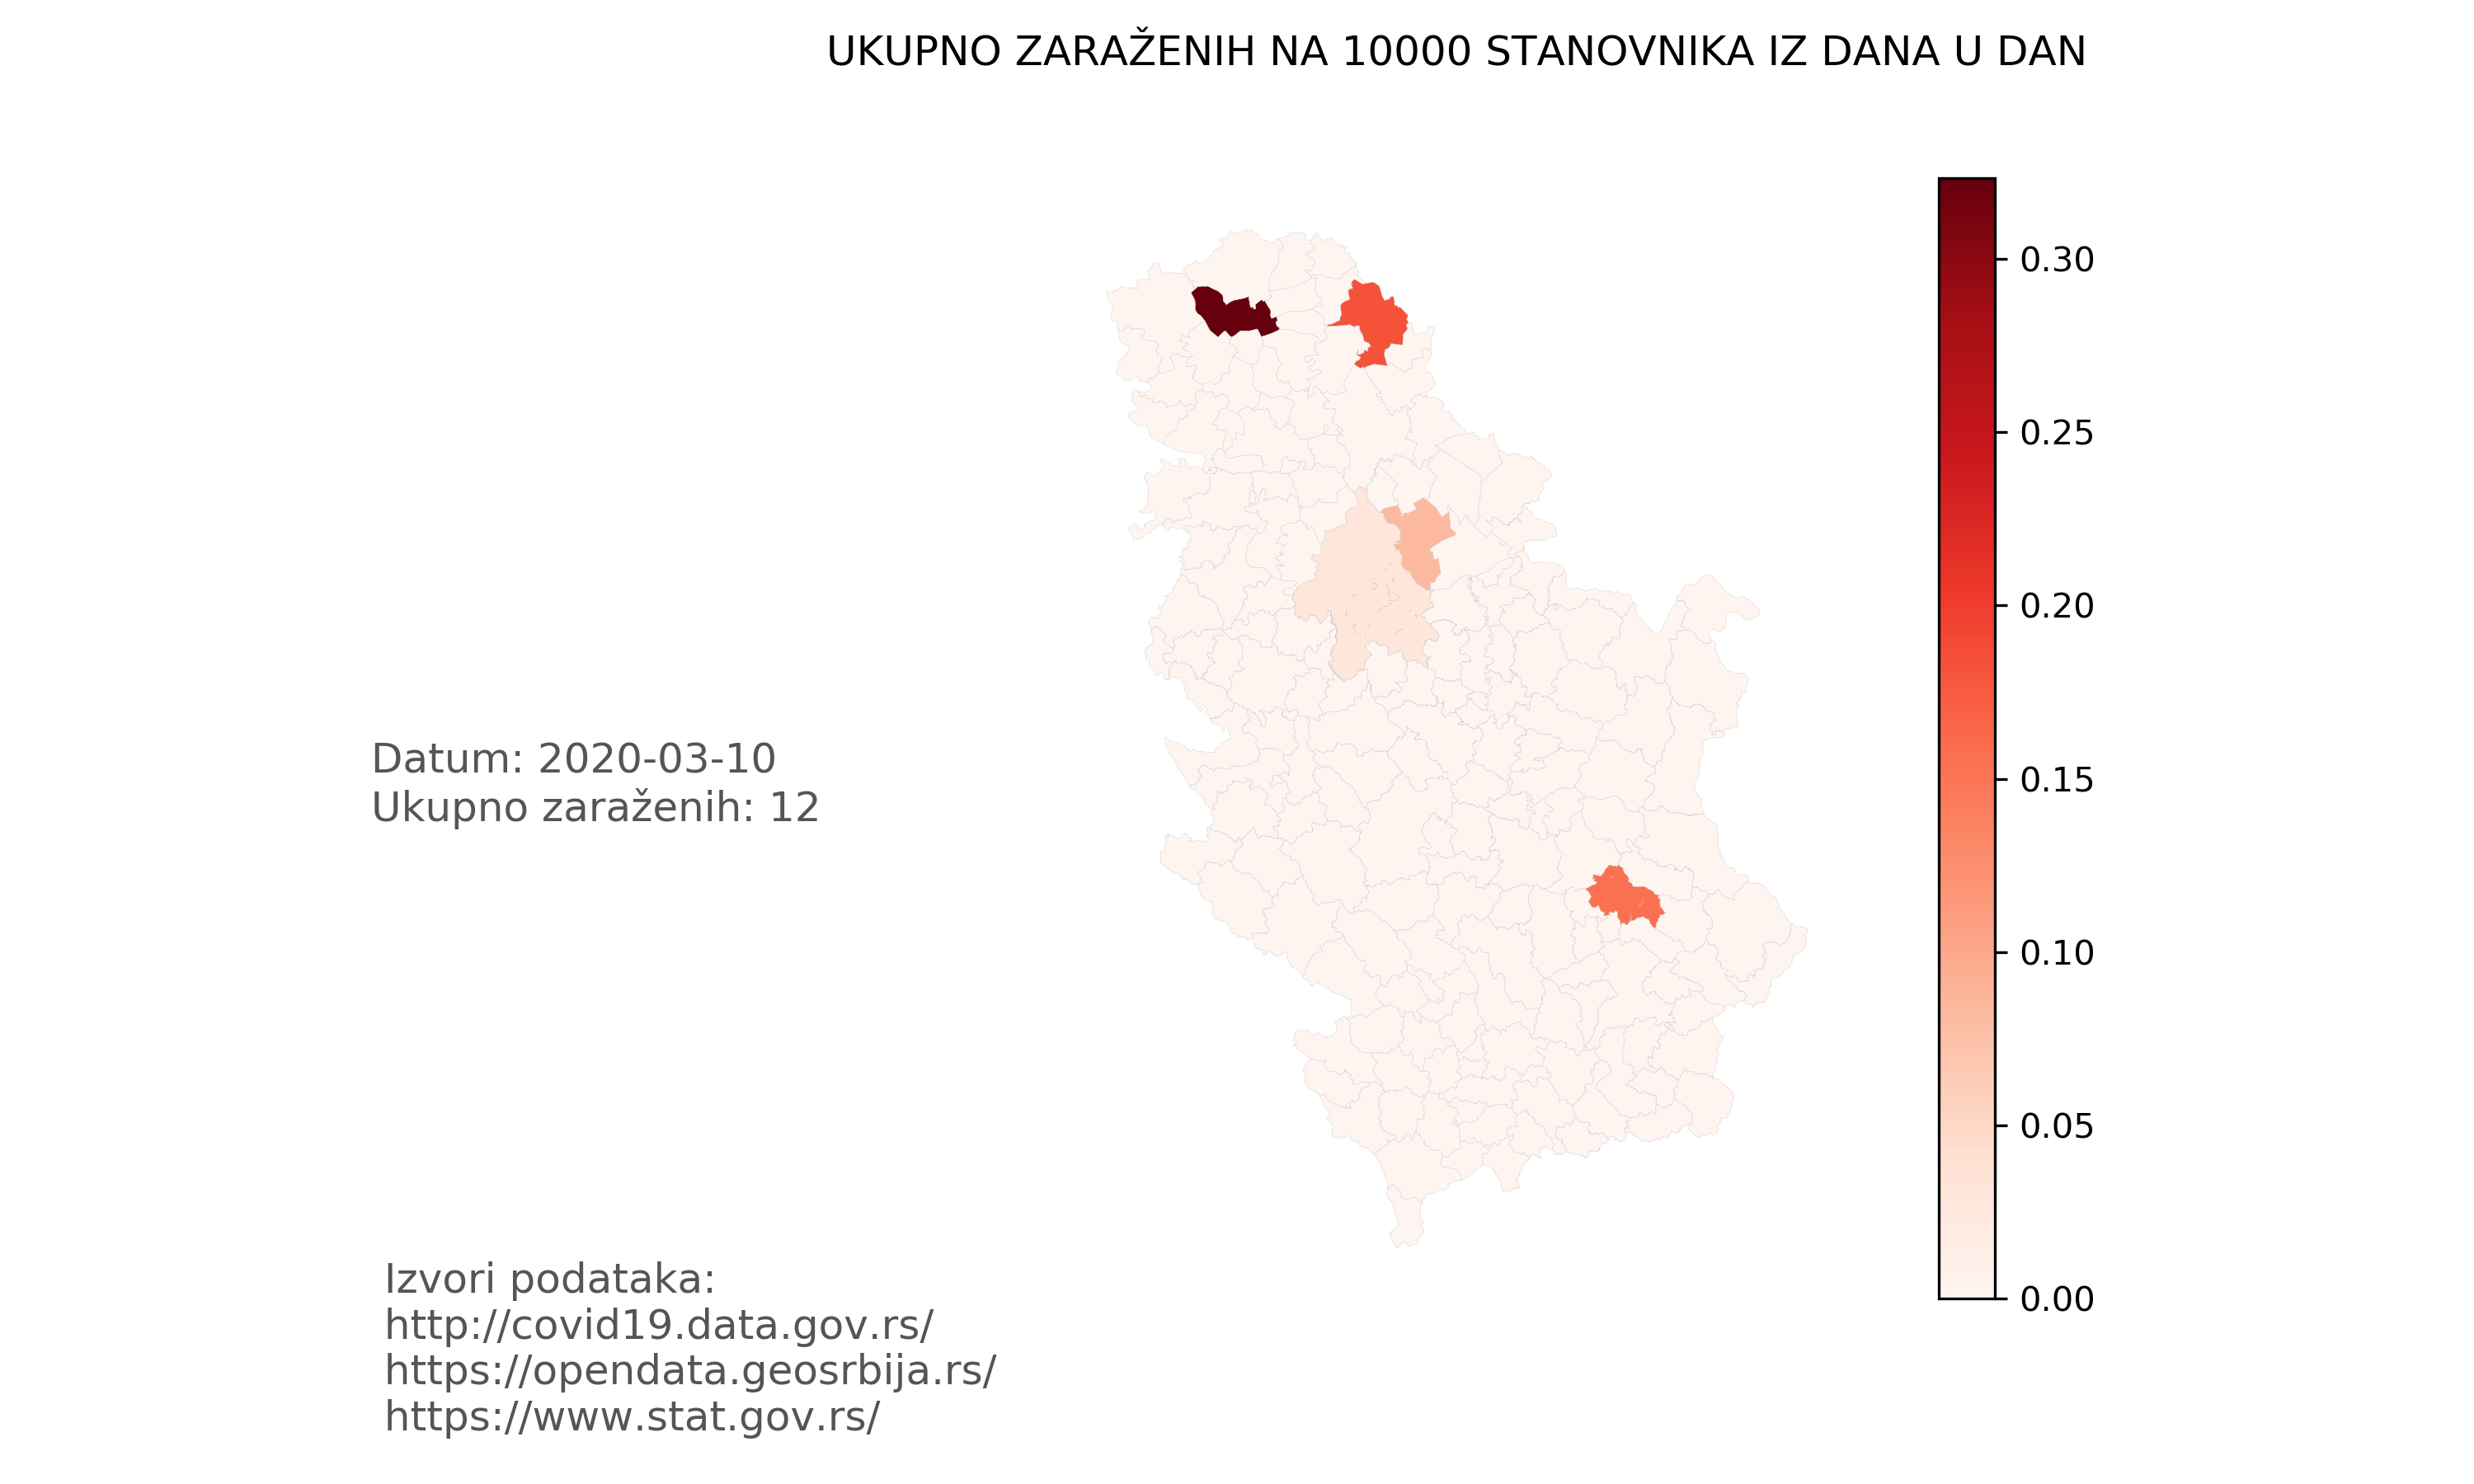 UKUPNO ZARAŽENIH NA 10000 STANOVNIKA IZ DANA U DAN
0.30
0.25
0.20
0.15
0.10
0.05
0.00
Datum: 2020-03-10
Ukupno zaraženih: 12
Izvori podataka:
http://covid19.data.gov.rs/
https://opendata.geosrbija.rs/
https://www.stat.gov.rs/